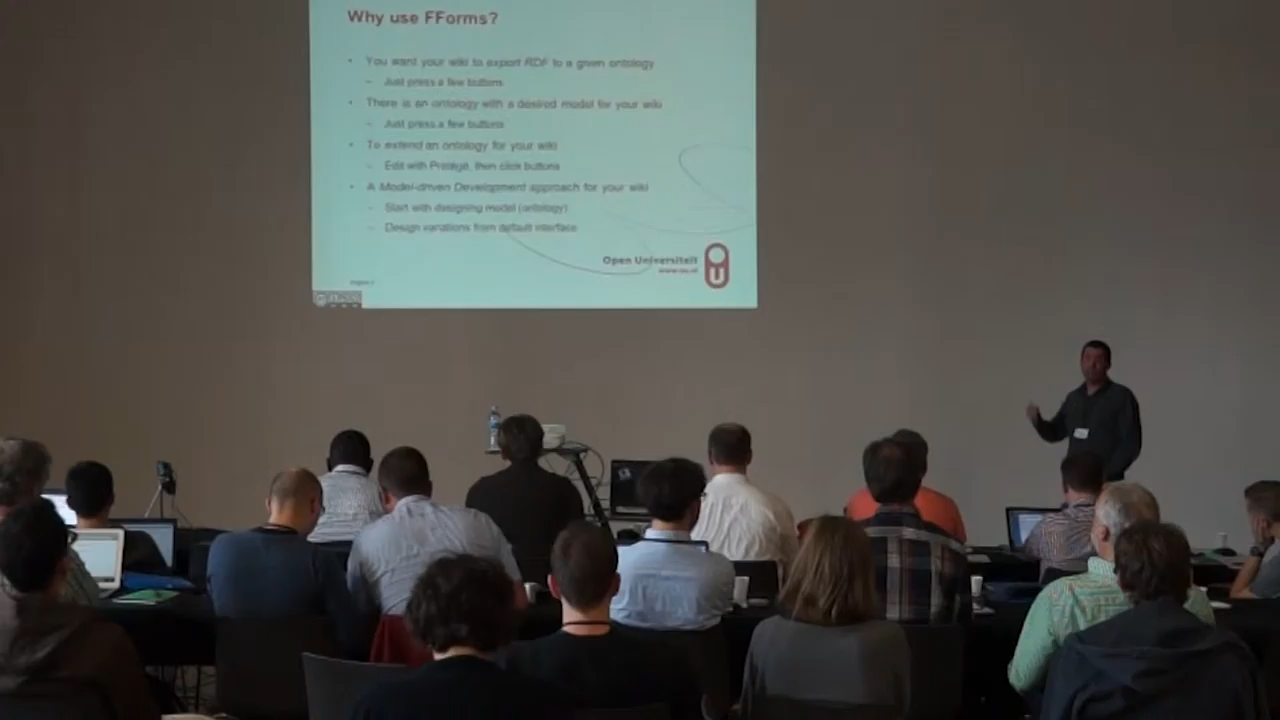 Why use FForms?
• You want your wiki to export RDF to a given ontology
– Just press a few buttons
• There is an ontology with a desired model for your wiki
– Just press a few buttons
• To extend an ontology for your wiki
– Edit with Protégé, then click buttons
• A Model-driven Development approach for your wiki
– Start with designing model (ontology)
– Design variations from default interface
Open Universiteit
www.ou.nl
U